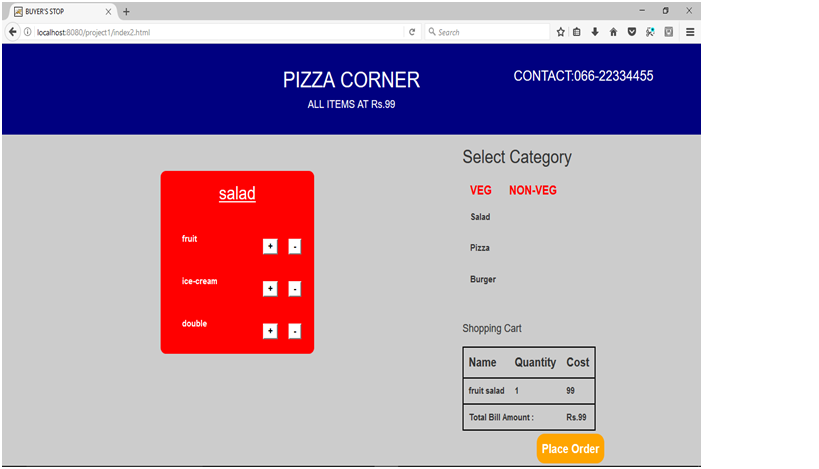 BUYER'S STOP
localhost:8080/project1/index2.html
Search
PIZZA CORNER
CONTACT:066-22334455
ALL ITEMS AT Rs.99
salad
fruit + -
ice-cream + -
double + -
Select Category
VEG NON-VEG
Salad
Pizza
Burger
Shopping Cart
Name Quantity Cost
fruit salad 1 99
Total Bill Amount : Rs.99
Place Order